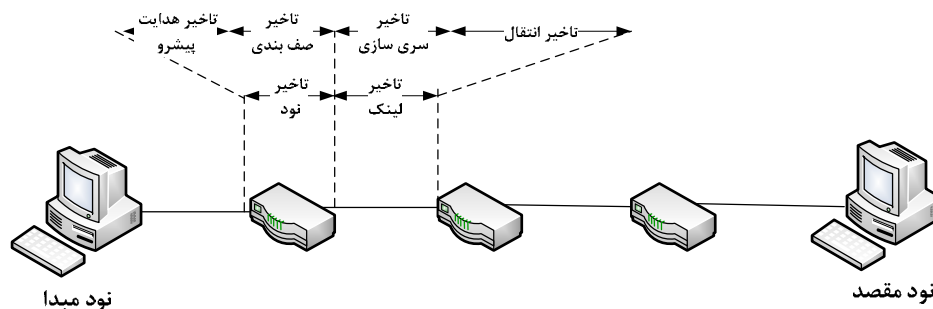 تاخیر هدایت
پیشرو
تاخیر
صف بندی
تاخیر
سری سازی
تاخیر انتقال
تاخیر
نود
تاخیر
لینک
نود مبدا
نود مقصد